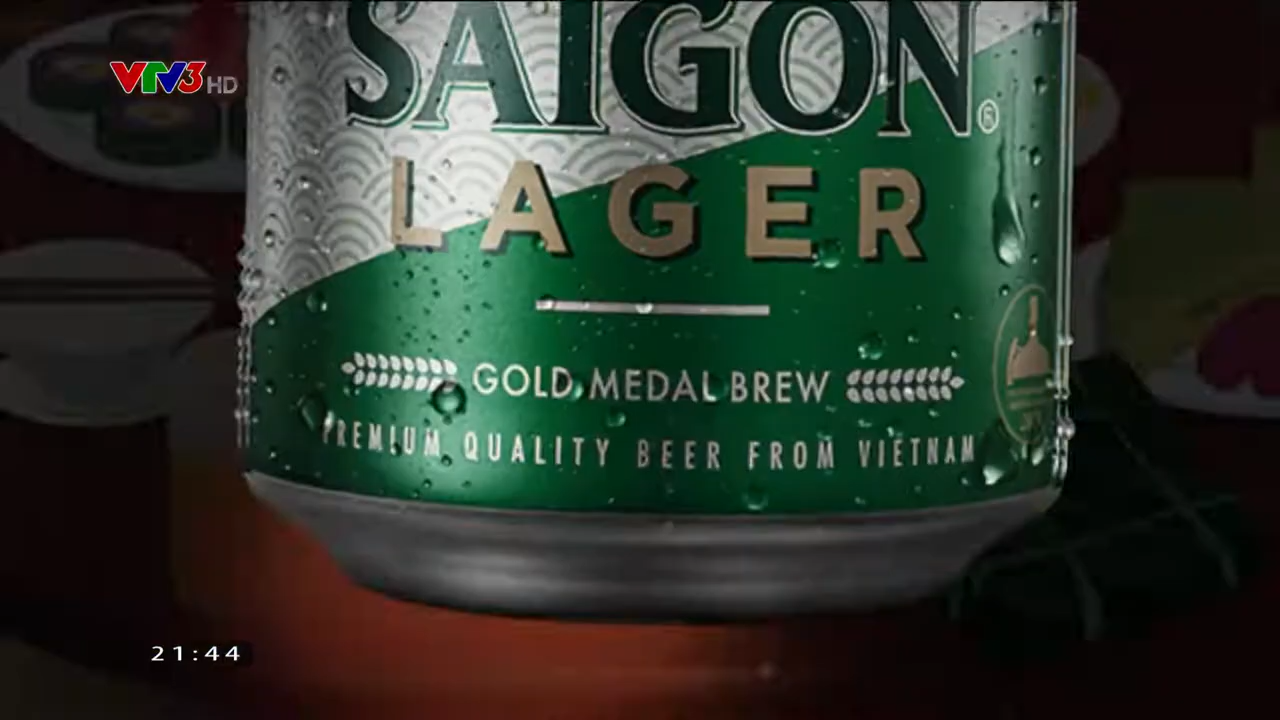 VTV3 HD
SAIGON
®
LAGER
GOLD MEDAL BREW
PREMIUM QUALITY BEER FROM VIETNAM
21:44